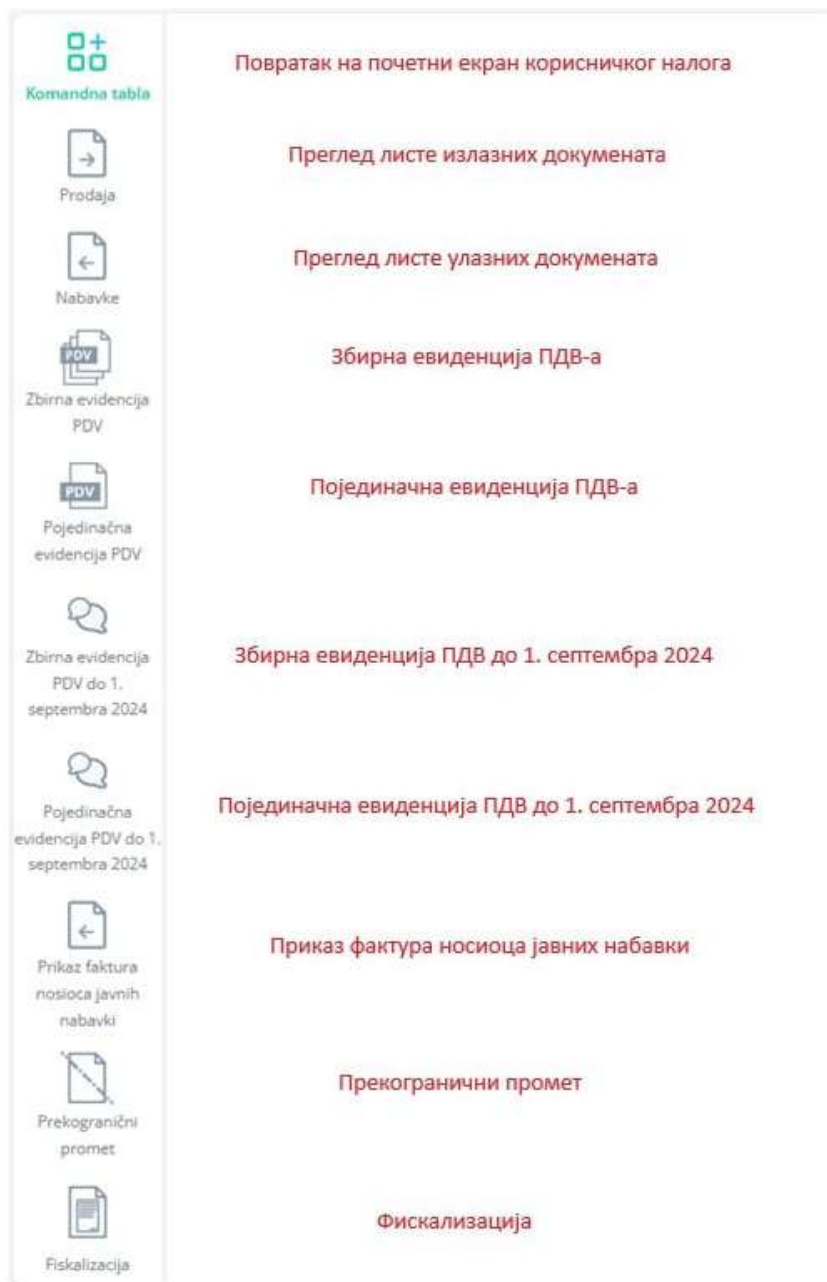 Komandna tabla
Повратак на почетни екран корисничког налога
Prodaja
Преглед листе излазних докумената
Nabavke
Преглед листе улазних докумената
PDV
Zbirna evidencija
PDV
Збирна евиденција ПДВ-а
PDV
Pojedinačna
evidencija PDV
Појединачна евиденција ПДВ-а
Zbirna evidencija
PDV do 1.
septembra 2024
Збирна евиденција ПДВ до 1. септембра 2024
Pojedinačna
evidencija PDV do 1.
septembra 2024
Појединачна евиденција ПДВ до 1. септембра 2024
Prikaz faktura
nosioca javnih
nabavki
Приказ фактура носиоца јавних набавки
Prekogranični
promet
Прекогранични промет
Fiskalizacija
Фискализација